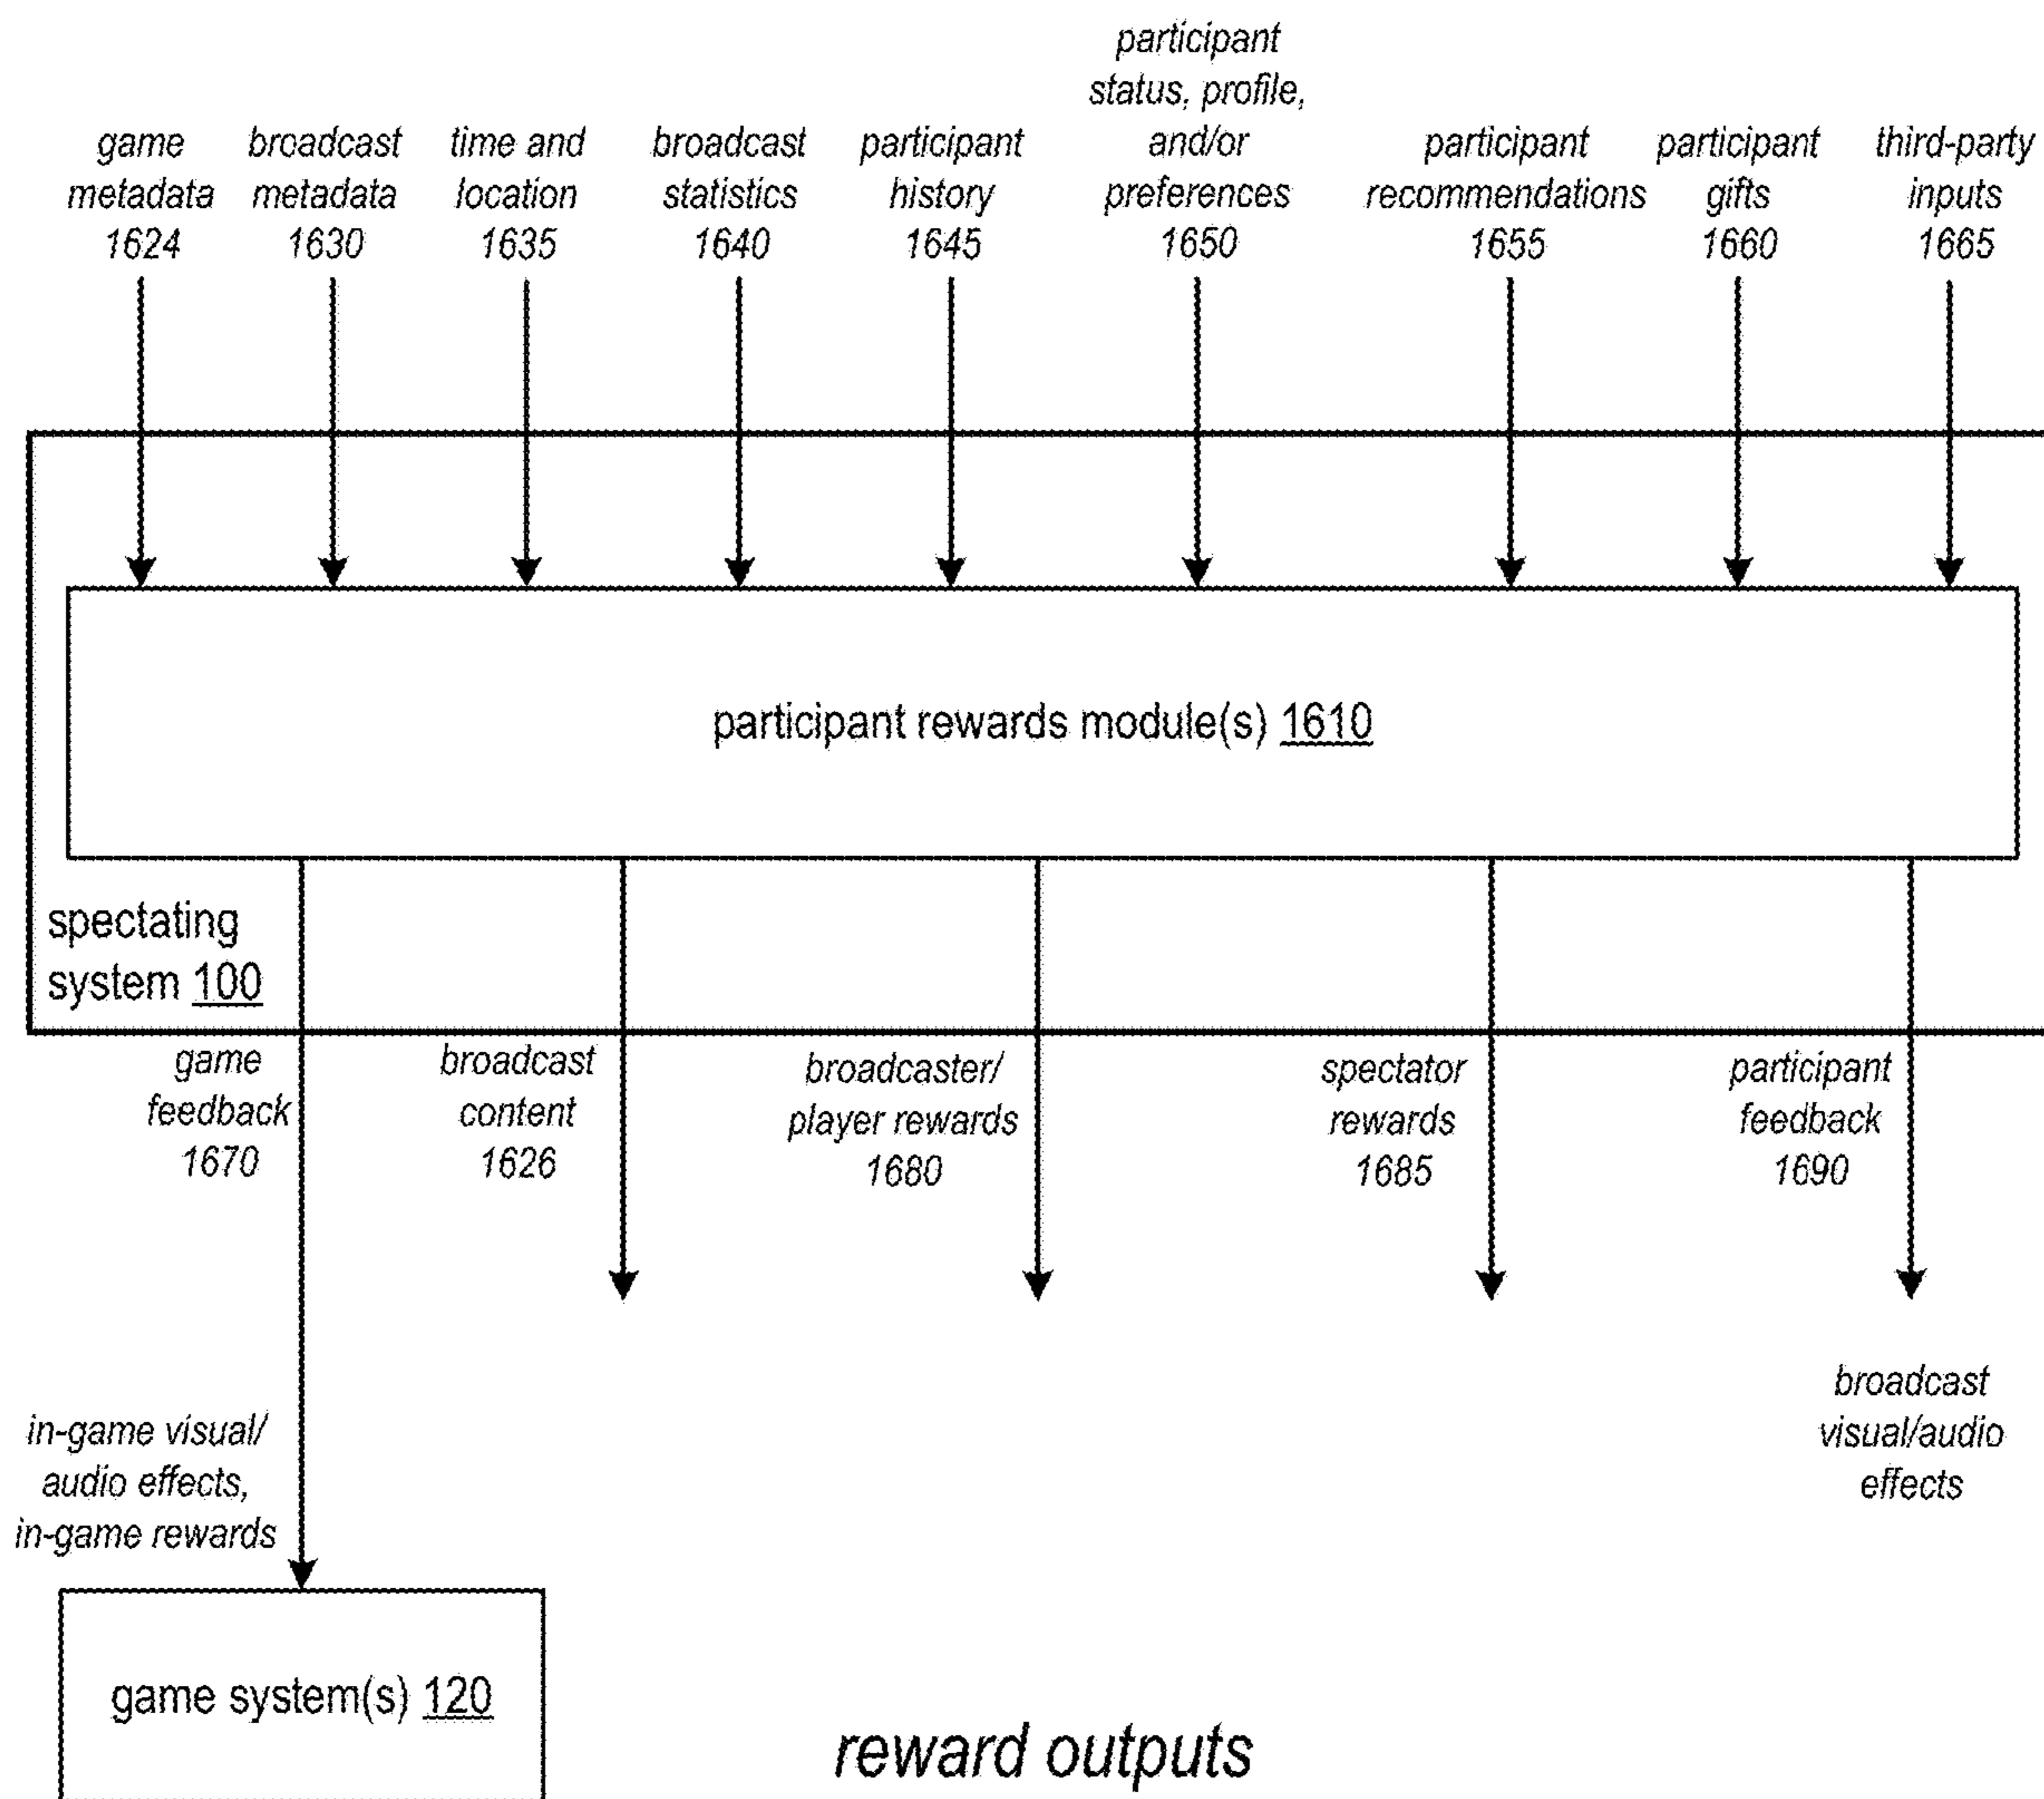 game
metadata
1624
broadcast
metadata
1630
time and
location
1635
broadcast
statistics
1640
participant
history
1645
participant
status, profile,
and/or
preferences
1650
participant
recommendations
1655
participant
gifts
1660
third-party
inputs
1665
participant rewards module(s) 1610
spectating
system 100
game
feedback
1670
broadcast
content
1626
broadcaster/
player rewards
1680
spectator
rewards
1685
participant
feedback
1690
in-game visual/
audio effects,
in-game rewards
broadcast
visual/audio
effects
game system(s) 120
reward outputs